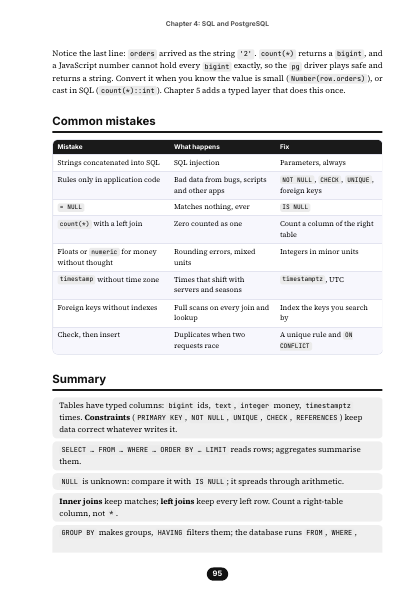 Chapter 4: SQL and PostgreSQL
Notice the last line: orders arrived as the string '2'. count(*) returns a bigint, and
a JavaScript number cannot hold every bigint exactly, so the pg driver plays safe and
returns a string. Convert it when you know the value is small (Number(row.orders)), or
cast in SQL (count(*)::int). Chapter 5 adds a typed layer that does this once.
Common mistakes
Mistake What happens Fix
Strings concatenated into SQL SQL injection Parameters, always
Rules only in application code Bad data from bugs, scripts NOT NULL, CHECK, UNIQUE,
and other apps foreign keys
= NULL Matches nothing, ever IS NULL
count(*) with a left join Zero counted as one Count a column of the right
table
Floats or numeric for money Rounding errors, mixed Integers in minor units
without thought units
timestamp without time zone Times that shift with timestamptz, UTC
servers and seasons
Foreign keys without indexes Full scans on every join and Index the keys you search
lookup by
Check, then insert Duplicates when two A unique rule and ON
requests race CONFLICT
Summary
Tables have typed columns: bigint ids, text, integer money, timestamptz
times. Constraints (PRIMARY KEY, NOT NULL, UNIQUE, CHECK, REFERENCES) keep
data correct whatever writes it.
SELECT … FROM … WHERE … ORDER BY … LIMIT reads rows; aggregates summarise
them.
NULL is unknown: compare it with IS NULL; it spreads through arithmetic.
Inner joins keep matches; left joins keep every left row. Count a right-table
column, not *.
GROUP BY makes groups, HAVING filters them; the database runs FROM, WHERE,
95